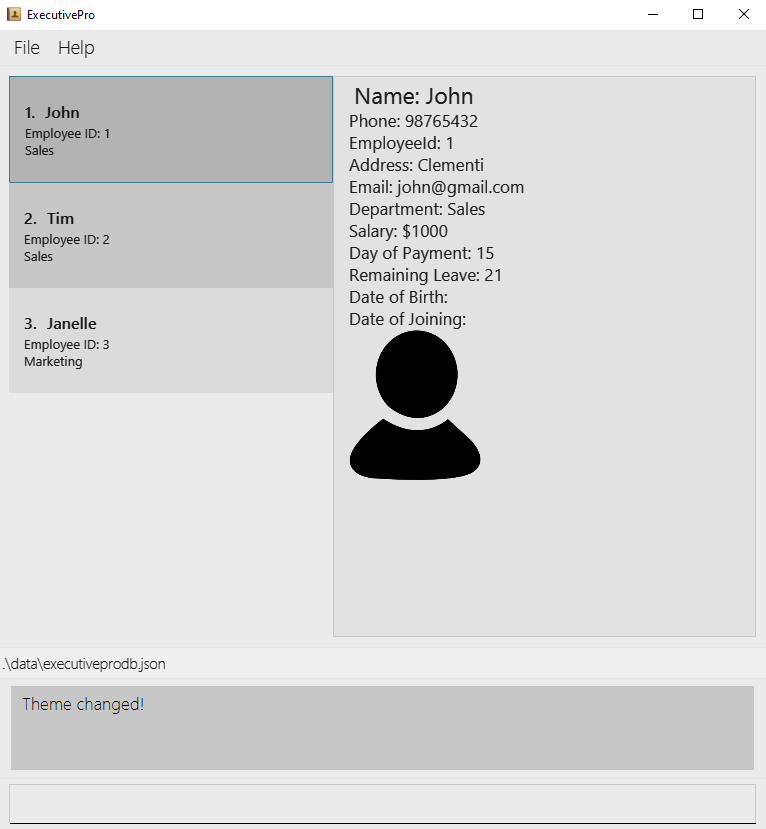 ExecutivePro
File Help
1. John
Employee ID: 1
Sales
2. Tim
Employee ID: 2
Sales
3. Janelle
Employee ID: 3
Marketing
Name: John
Phone: 98765432
EmployeeId: 1
Address: Clementi
Email: john@gmail.com
Department: Sales
Salary: $1000
Day of Payment: 15
Remaining Leave: 21
Date of Birth:
Date of Joining:
.\data\executiveprodb.json
Theme changed!